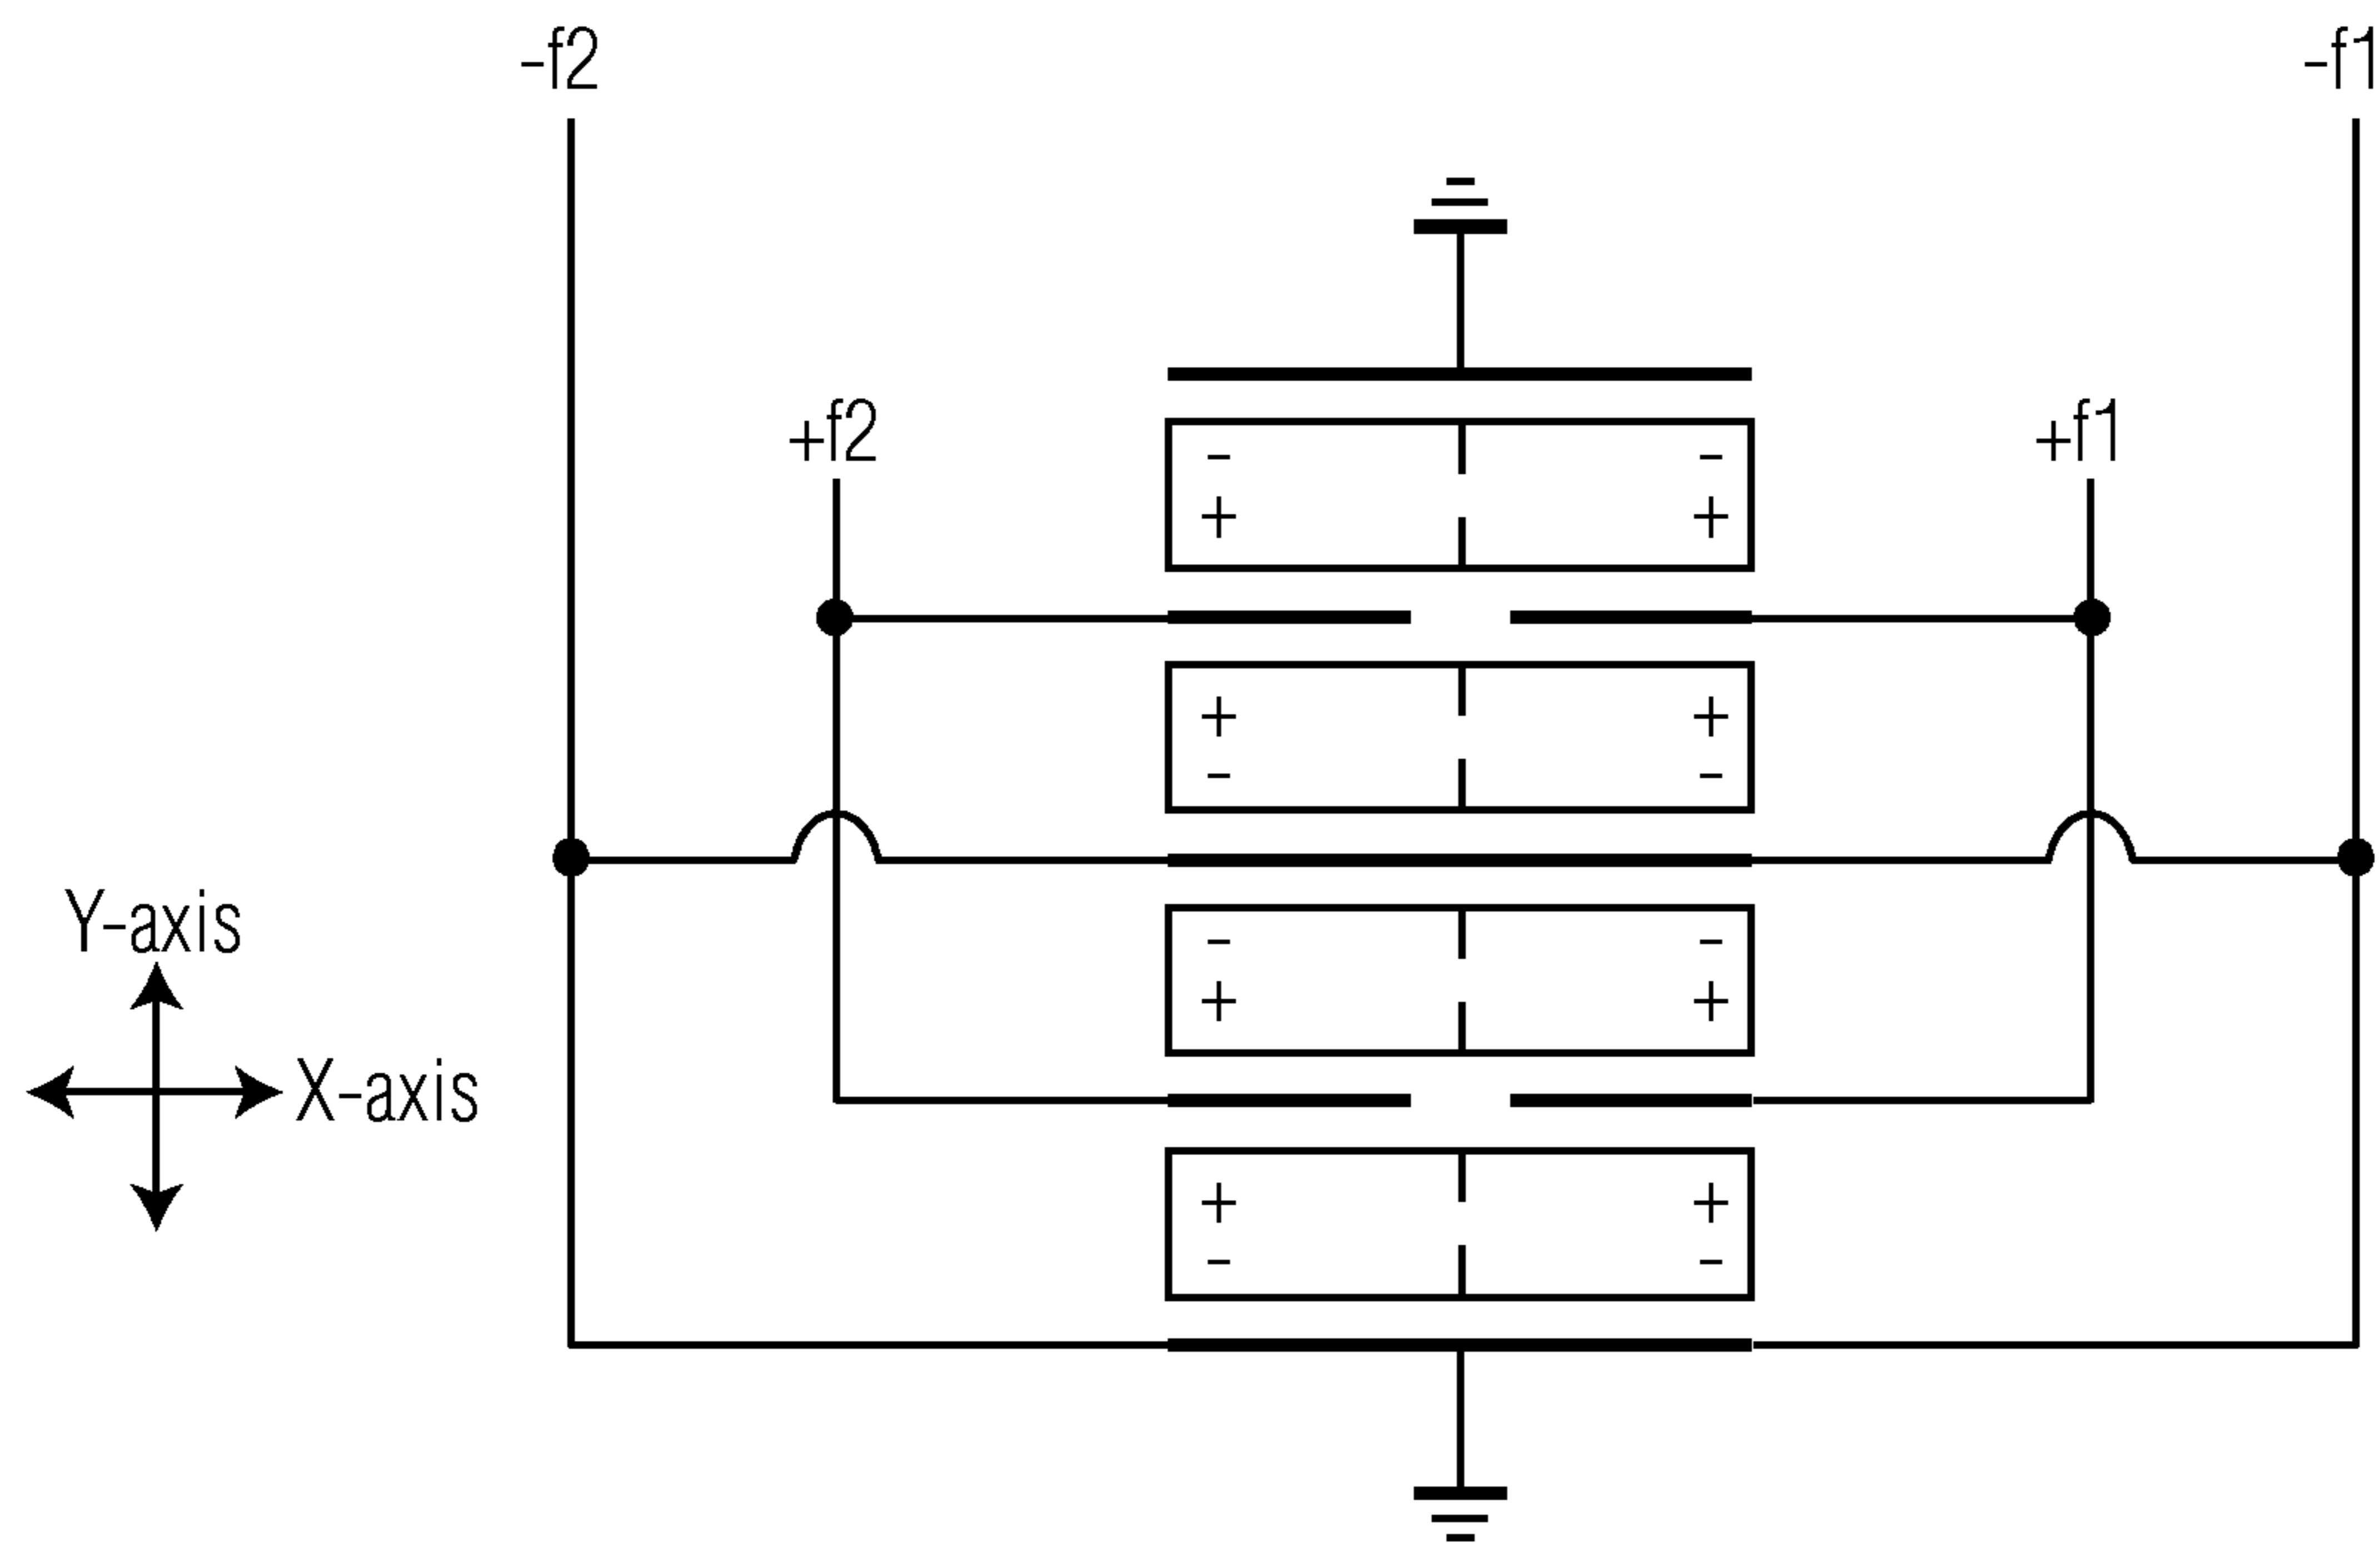 -f2
-f1
+f2
+f1
- -
+ +
+ +
- -
- -
+ +
+ +
- -
Y-axis
X-axis